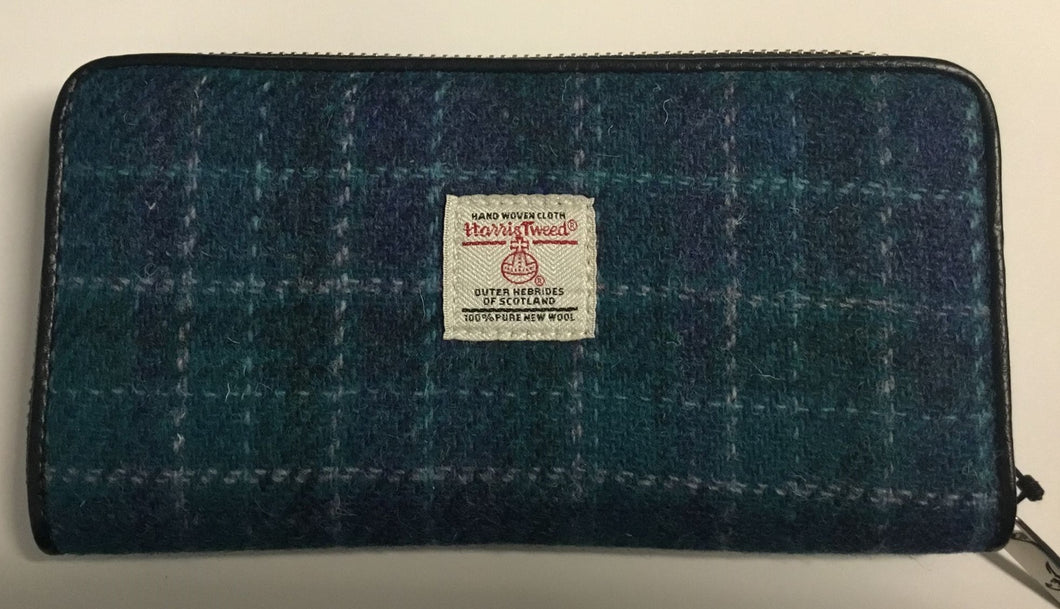 HAND WOVEN CLOTH
Harris Tweed®
®
OUTER HEBRIDES
OF SCOTLAND
100% PURE NEW WOOL